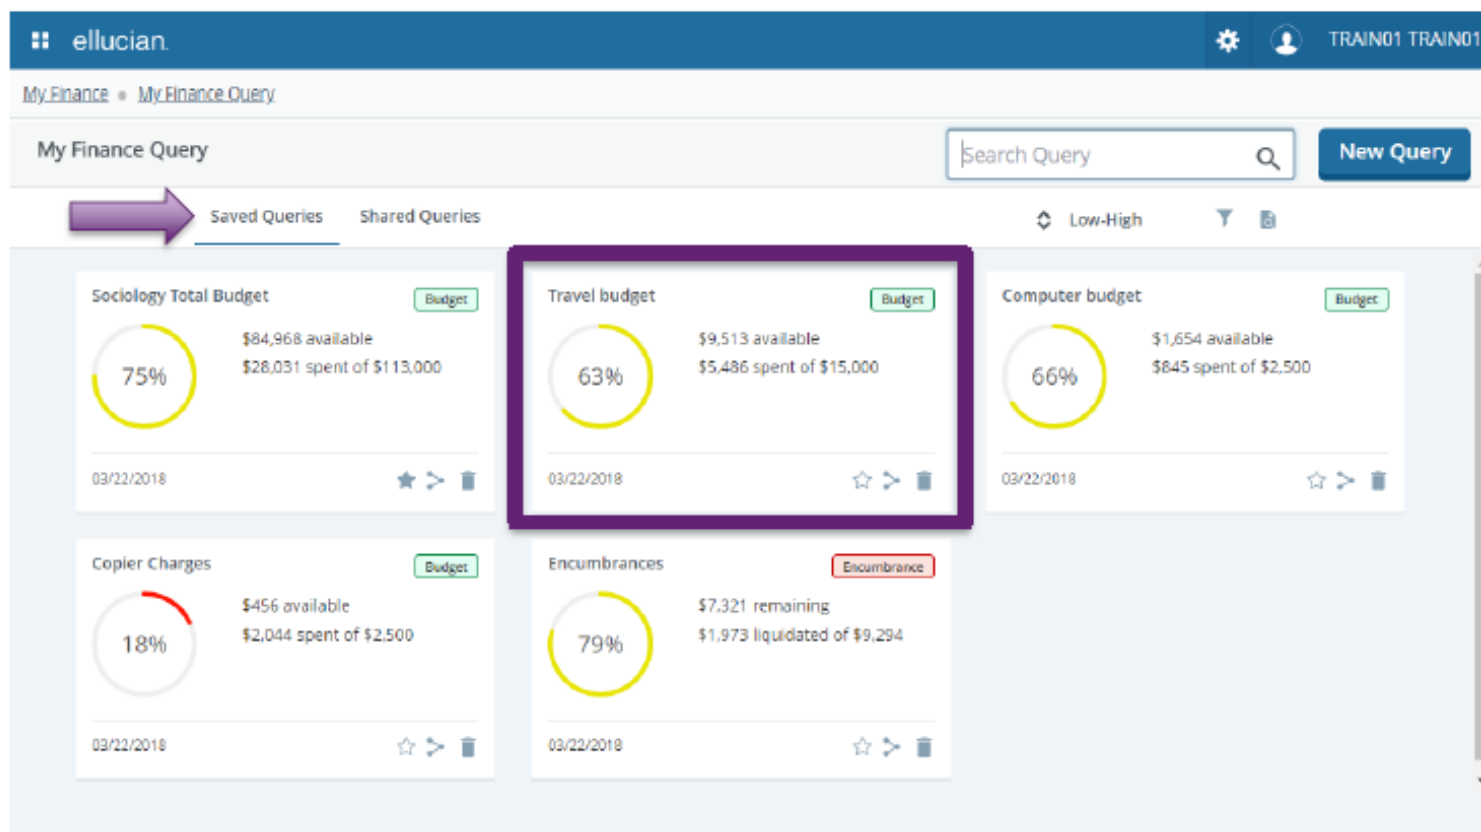 ellucian.
TRAIN01 TRAIN01
My Finance • My Finance Query
My Finance Query
Search Query
New Query
Saved Queries
Shared Queries
Low-High
Sociology Total Budget
Budget
75%
$84,968 available
$28,031 spent of $113,000
03/22/2018
Travel budget
Budget
63%
$9,513 available
$5,486 spent of $15,000
03/22/2018
Computer budget
Budget
66%
$1,654 available
$845 spent of $2,500
03/22/2018
Copier Charges
Budget
18%
$456 available
$2,044 spent of $2,500
03/22/2018
Encumbrances
Encumbrance
79%
$7,321 remaining
$1,973 liquidated of $9,294
03/22/2018